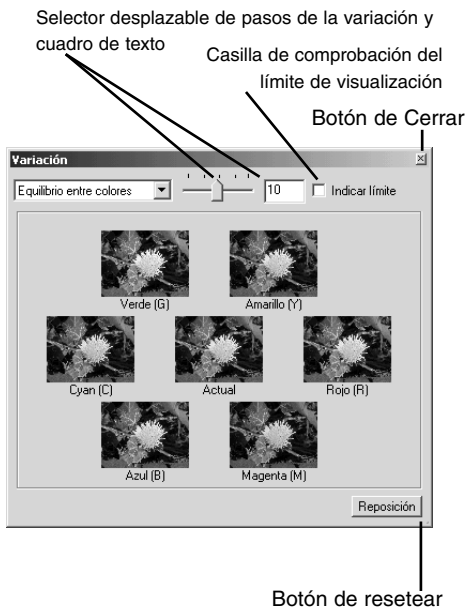 Selector desplazable de pasos de la variación y
cuadro de texto
Casilla de comprobación del
límite de visualización
Botón de Cerrar
Variación
Equilibrio entre colores
10
Indicar límite
Verde (G)
Amarillo (Y)
Cyan (C)
Actual
Rojo (R)
Azul (B)
Magenta (M)
Reposición
Botón de resetear